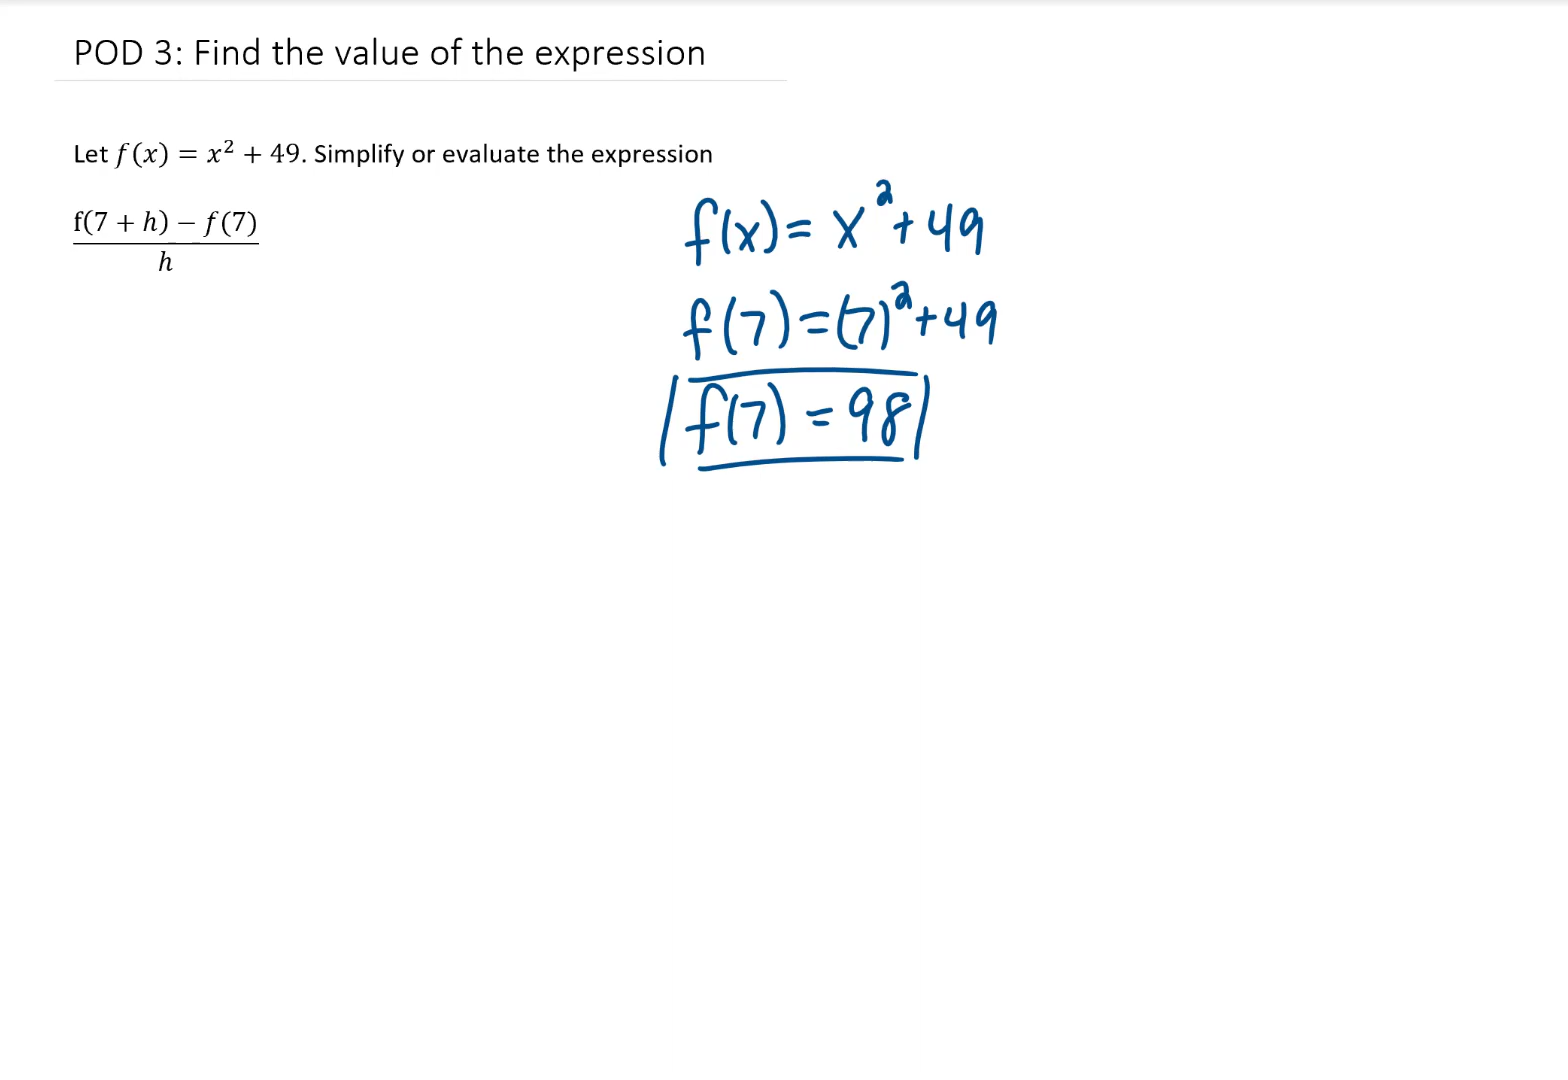 POD 3: Find the value of the expression
Let f(x) = x² + 49. Simplify or evaluate the expression
f(7 + h) − f(7)
h
f(x) = x² + 49
f(7) = (7)² + 49
f(7) = 98